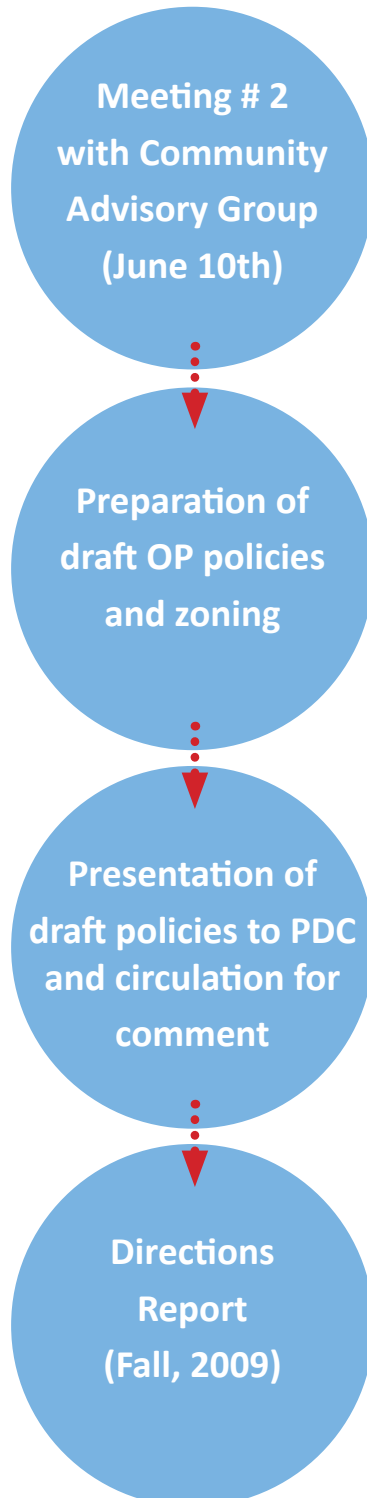 Meeting # 2
with Community
Advisory Group
(June 10th)
Preparation of
draft OP policies
and zoning
Presentation of
draft policies to PDC
and circulation for
comment
Directions
Report
(Fall, 2009)